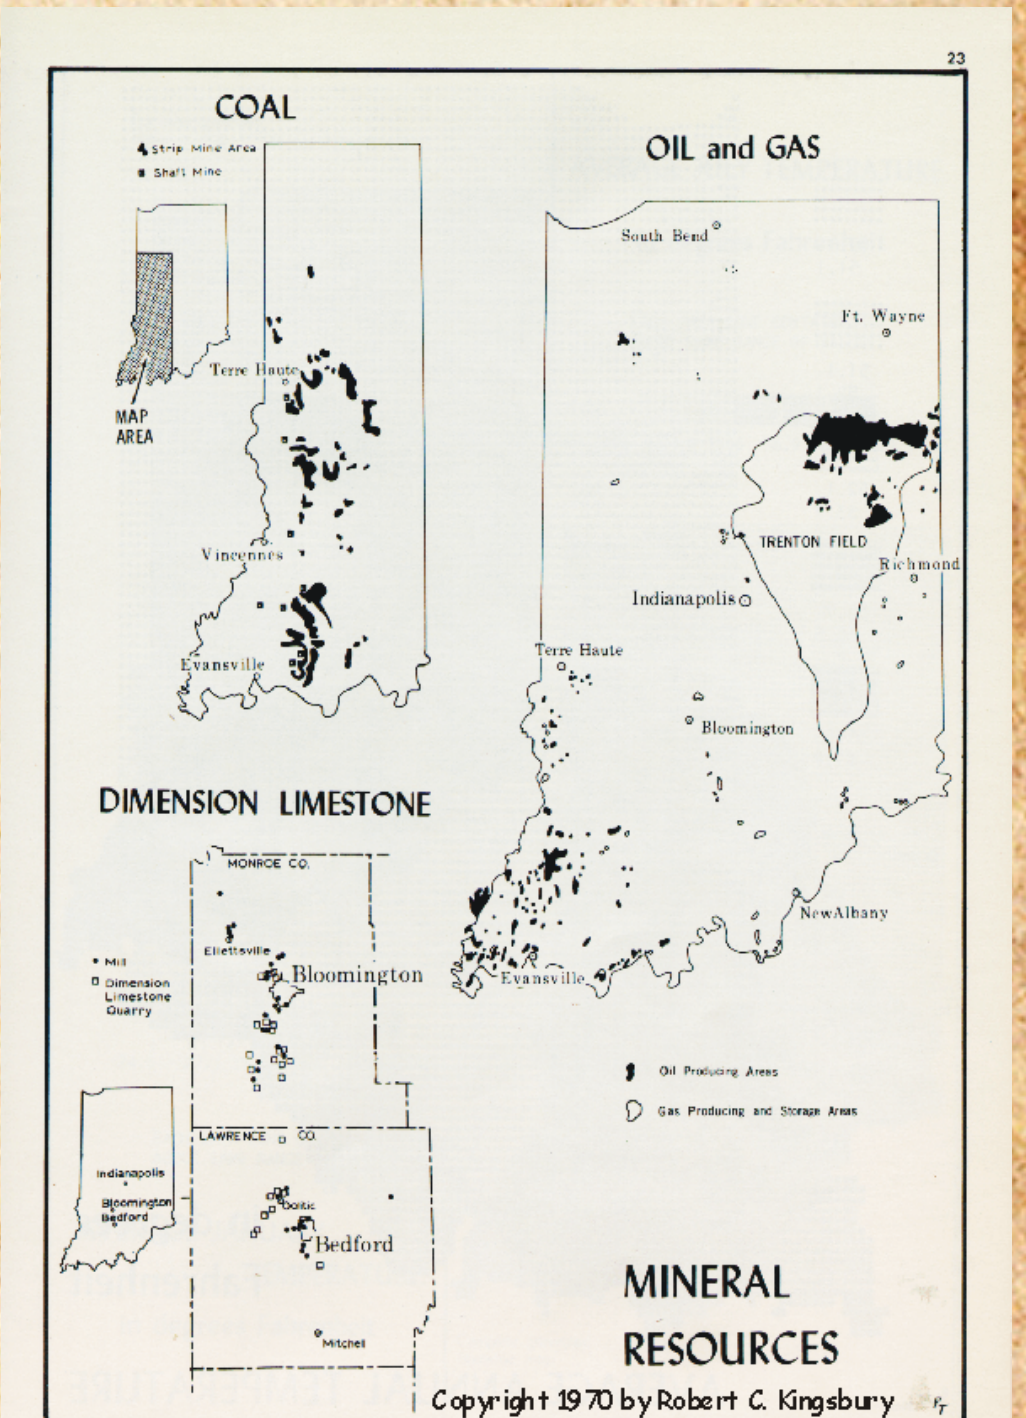 23
COAL
Strip Mine Area
Shaft Mine
MAP
AREA
Terre Haute
Vincennes
Evansville
OIL and GAS
South Bend
Ft. Wayne
TRENTON FIELD
Richmond
Indianapolis
Terre Haute
Bloomington
New Albany
Evansville
Oil Producing Areas
Gas Producing and Storage Areas
DIMENSION LIMESTONE
MONROE CO.
Ellettsville
Bloomington
Mill
Dimension
Limestone
Quarry
LAWRENCE CO.
Oolitic
Bedford
Mitchell
Indianapolis
Bloomington
Bedford
MINERAL
RESOURCES
Copyright 1970 by Robert C. Kingsbury
PT